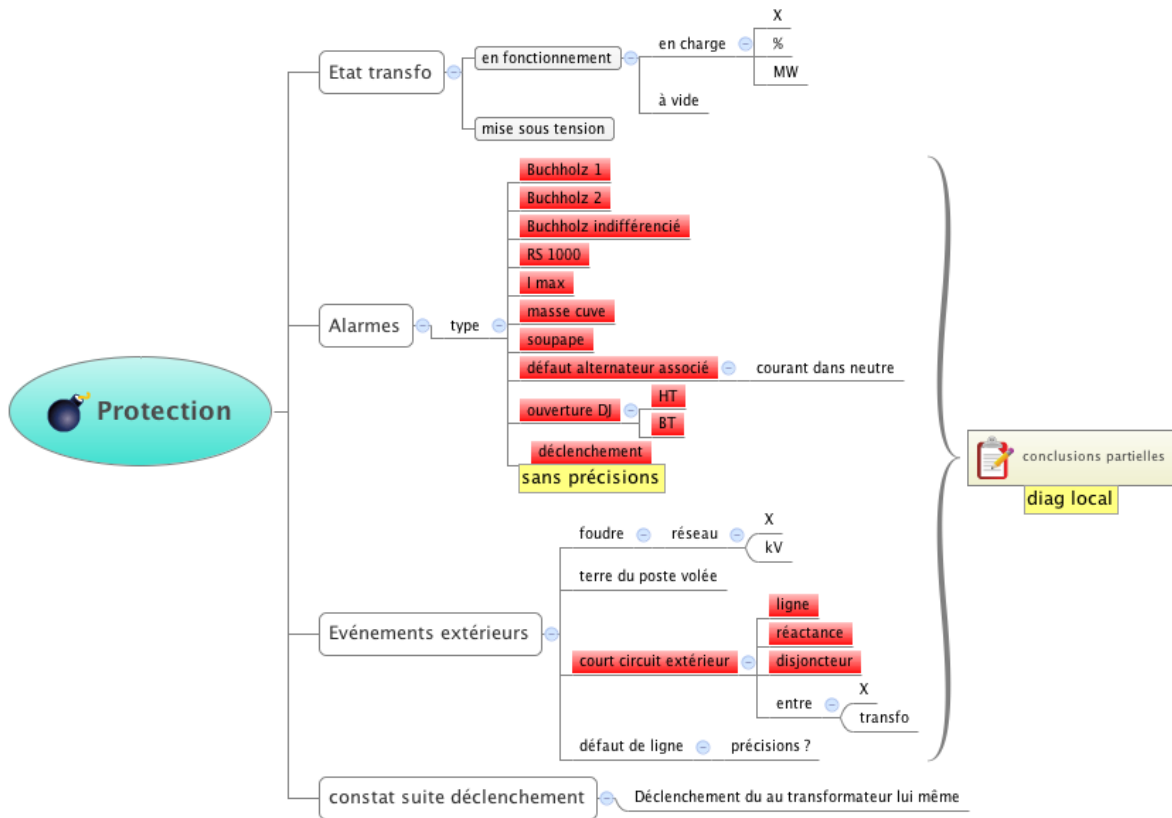 Protection
Etat transfo
en fonctionnement
en charge
X
%
MW
à vide
mise sous tension
Alarmes
type
Buchholz 1
Buchholz 2
Buchholz indifférencié
RS 1000
I max
masse cuve
soupape
défaut alternateur associé
courant dans neutre
ouverture DJ
HT
BT
déclenchement
sans précisions
Evénements extérieurs
foudre
réseau
X
kV
terre du poste volée
court circuit extérieur
ligne
réactance
disjoncteur
entre
X
transfo
défaut de ligne
précisions ?
constat suite déclenchement
Déclenchement du au transformateur lui même
conclusions partielles
diag local